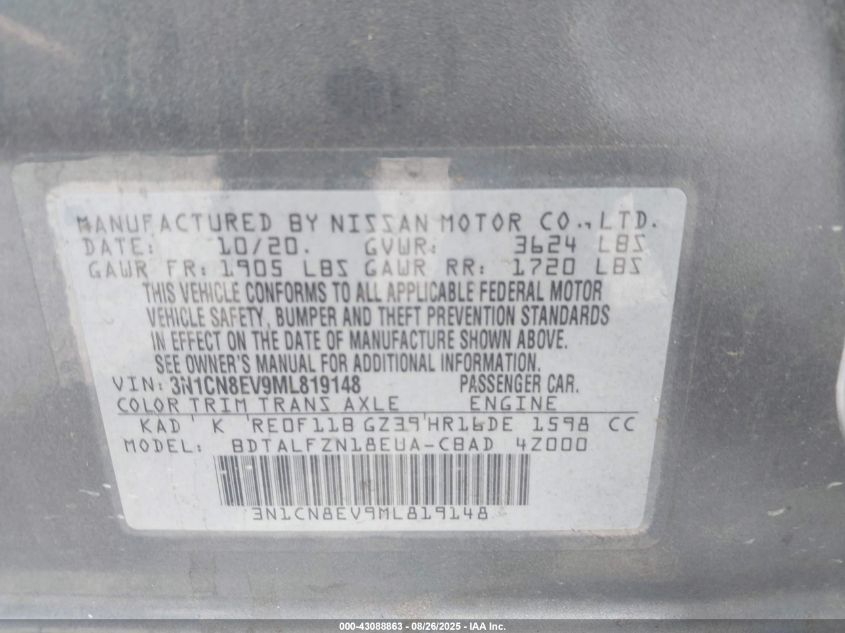 MANUFACTURED BY NISSAN MOTOR CO., LTD.
DATE: 10/20. GVWR: 3624 LBS
GAWR FR: 1905 LBS GAWR RR: 1720 LBS
THIS VEHICLE CONFORMS TO ALL APPLICABLE FEDERAL MOTOR
VEHICLE SAFETY, BUMPER AND THEFT PREVENTION STANDARDS
IN EFFECT ON THE DATE OF MANUFACTURE SHOWN ABOVE.
SEE OWNER'S MANUAL FOR ADDITIONAL INFORMATION.
VIN: 3N1CN8EV9ML819148 PASSENGER CAR.
COLOR TRIM TRANS AXLE ENGINE
KAD K RE0F11B GZ39 HR16DE 1598 CC
MODEL: BDTALFZN18EUA-CBAD 4Z000
3N1CN8EV9ML819148
000-43088863 - 08/26/2025 - IAA Inc.